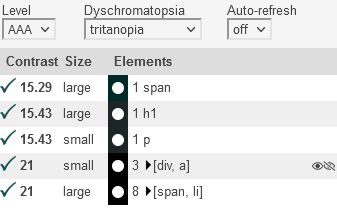 Level Dyschromatopsia Auto-refresh
AAA tritanopia off
Contrast Size Elements
15.29 large 1 span
15.43 large 1 h1
15.43 small 1 p
21 small 3 [div, a]
21 large 8 [span, li]